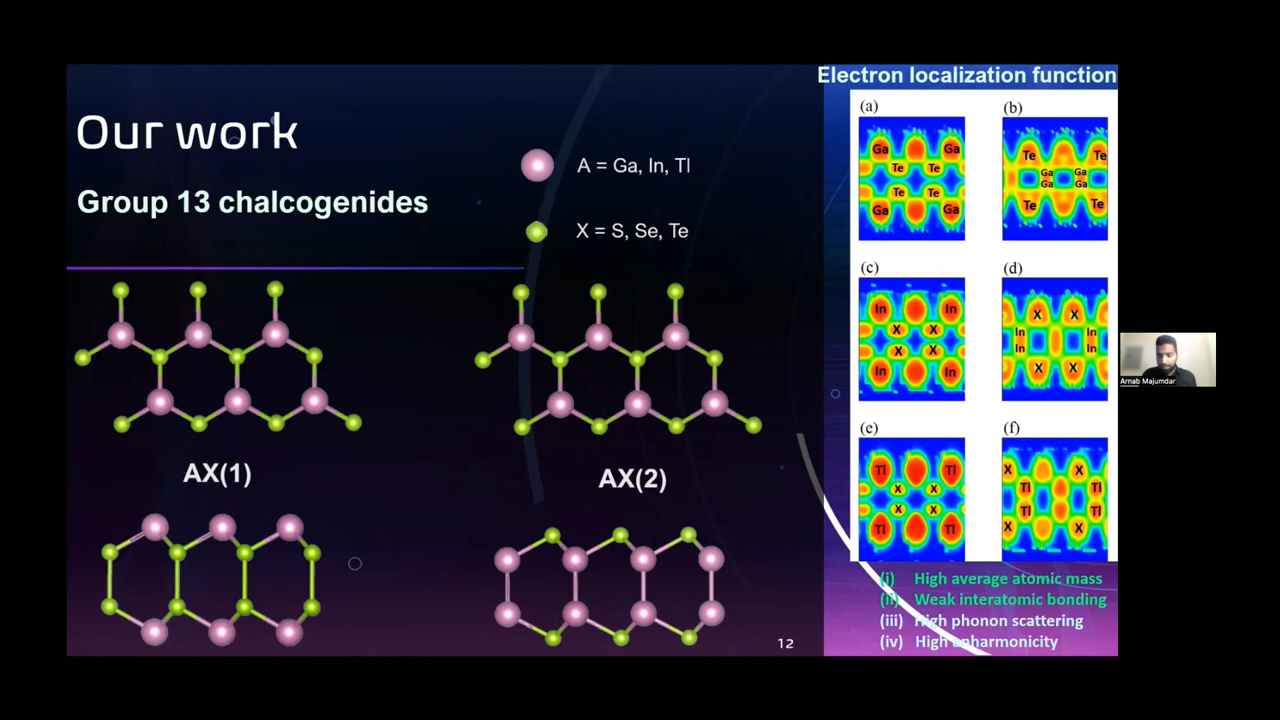 Our work
Group 13 chalcogenides
A = Ga, In, Tl
X = S, Se, Te
AX(1)
AX(2)
12
Electron localization function
(a)
Ga Ga
Te Te
Te Te
Ga Ga
(b)
Te Te
Ga Ga
Ga Ga
Te Te
(c)
In In
X X
X X
In In
(d)
X X
In In
In In
X X
(e)
Tl Tl
X X
X X
Tl Tl
(f)
X X
Tl Tl
Tl Tl
X X
(i) High average atomic mass
(ii) Weak interatomic bonding
(iii) High phonon scattering
(iv) High anharmonicity
Arnab Majumdar